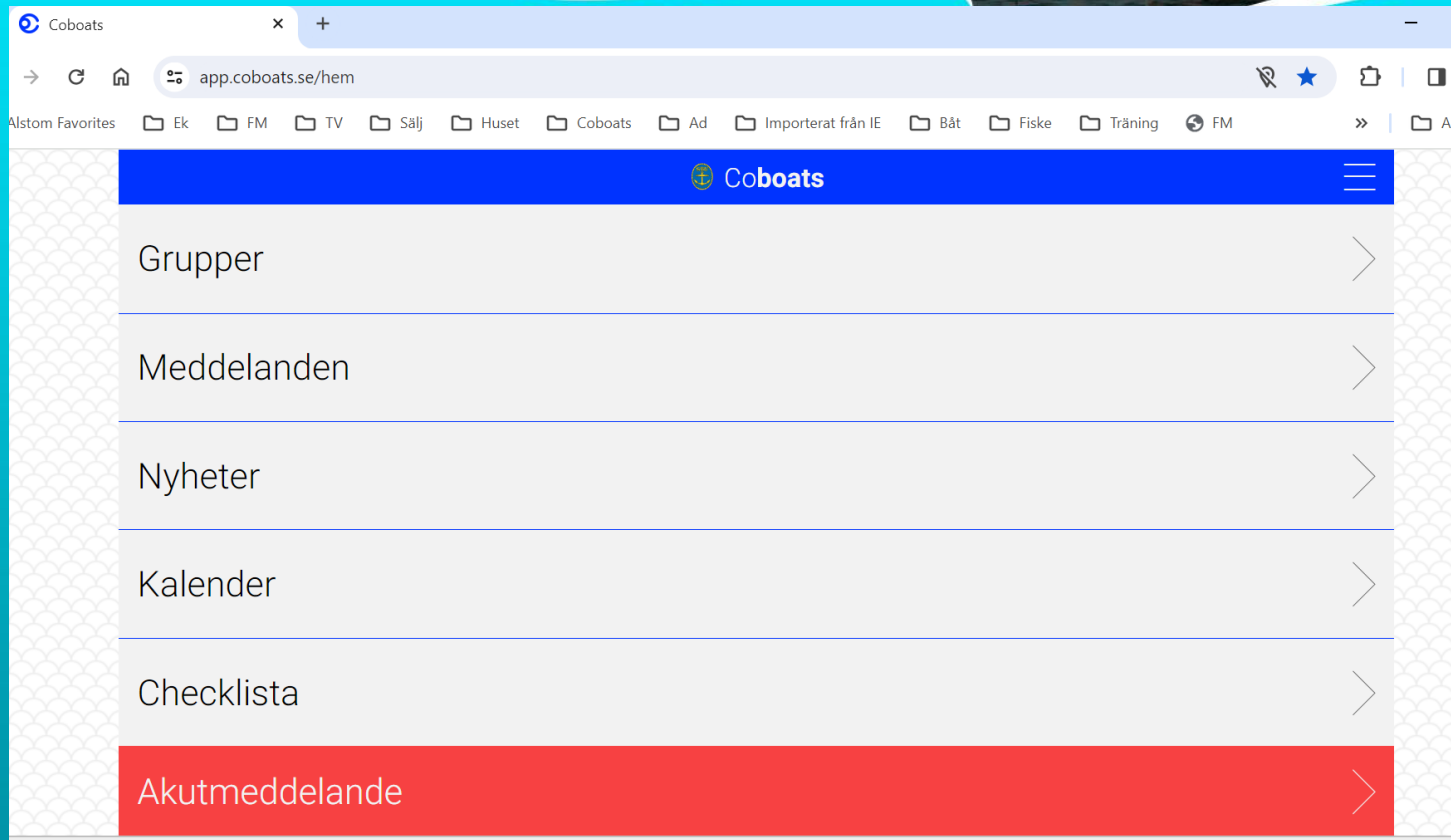 Coboats
app.coboats.se/hem
Alstom Favorites Ek FM TV Sälj Huset Coboats Ad Importerat från IE Båt Fiske Träning FM
Coboats
Grupper
Meddelanden
Nyheter
Kalender
Checklista
Akutmeddelande